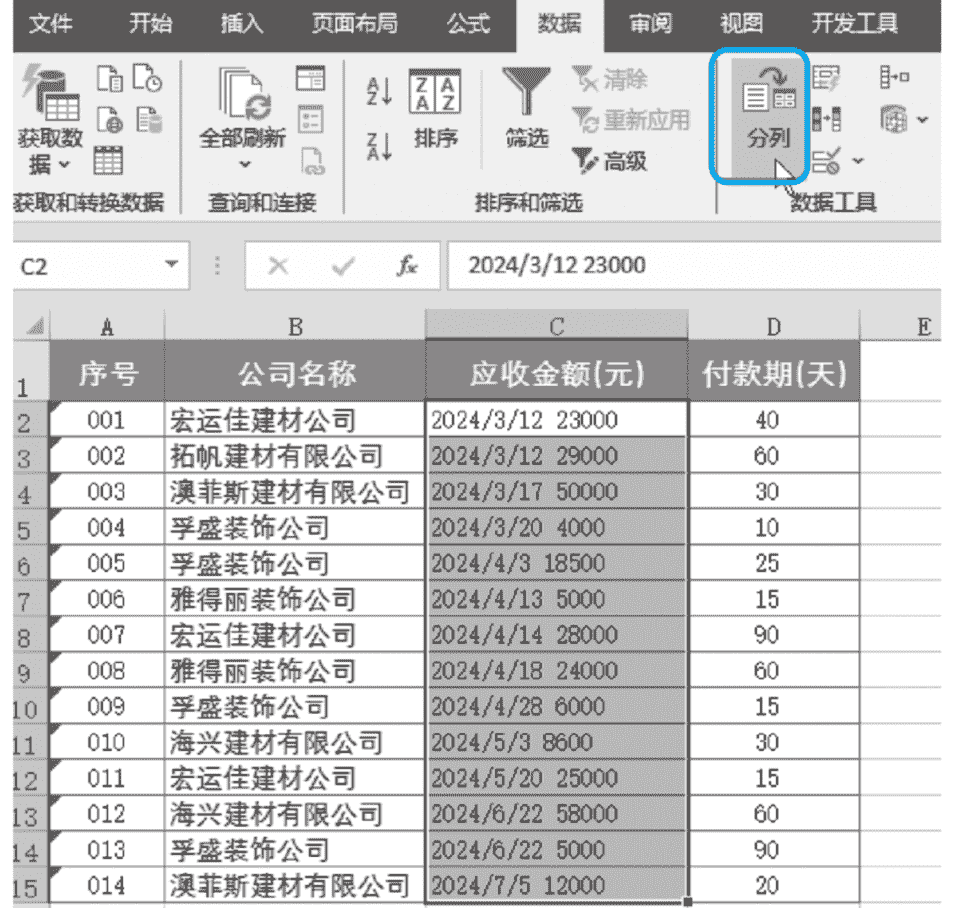 文件 开始 插入 页面布局 公式 数据 审阅 视图 开发工具
获取数据 全部刷新 排序 筛选 清除 重新应用 高级 分列
获取和转换数据 查询和连接 排序和筛选 数据工具
C2 fx 2024/3/12 23000
A B C D E
1 序号 公司名称 应收金额(元) 付款期(天)
2 001 宏运佳建材公司 2024/3/12 23000 40
3 002 拓帆建材有限公司 2024/3/12 29000 60
4 003 澳菲斯建材有限公司 2024/3/17 50000 30
5 004 孚盛装饰公司 2024/3/20 4000 10
6 005 孚盛装饰公司 2024/4/3 18500 25
7 006 雅得丽装饰公司 2024/4/13 5000 15
8 007 宏运佳建材公司 2024/4/14 28000 90
9 008 雅得丽装饰公司 2024/4/18 24000 60
10 009 孚盛装饰公司 2024/4/28 6000 15
11 010 海兴建材有限公司 2024/5/3 8600 30
12 011 宏运佳建材公司 2024/5/20 25000 15
13 012 海兴建材有限公司 2024/6/22 58000 60
14 013 孚盛装饰公司 2024/6/22 5000 90
15 014 澳菲斯建材有限公司 2024/7/5 12000 20